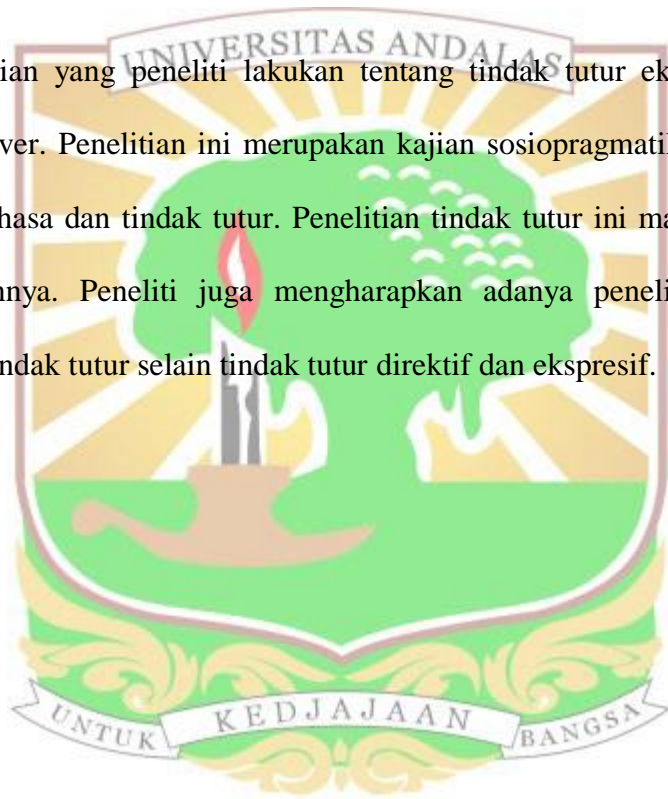 UNIVERSITAS ANDALAS
ian yang peneliti lakukan tentang tindak tutur ek
ver. Penelitian ini merupakan kajian sosiopragmatik
hasa dan tindak tutur. Penelitian tindak tutur ini ma
nnya. Peneliti juga mengharapkan adanya peneli
ndak tutur selain tindak tutur direktif dan ekspresif.
UNTUK KEDJAJAAN BANGSA